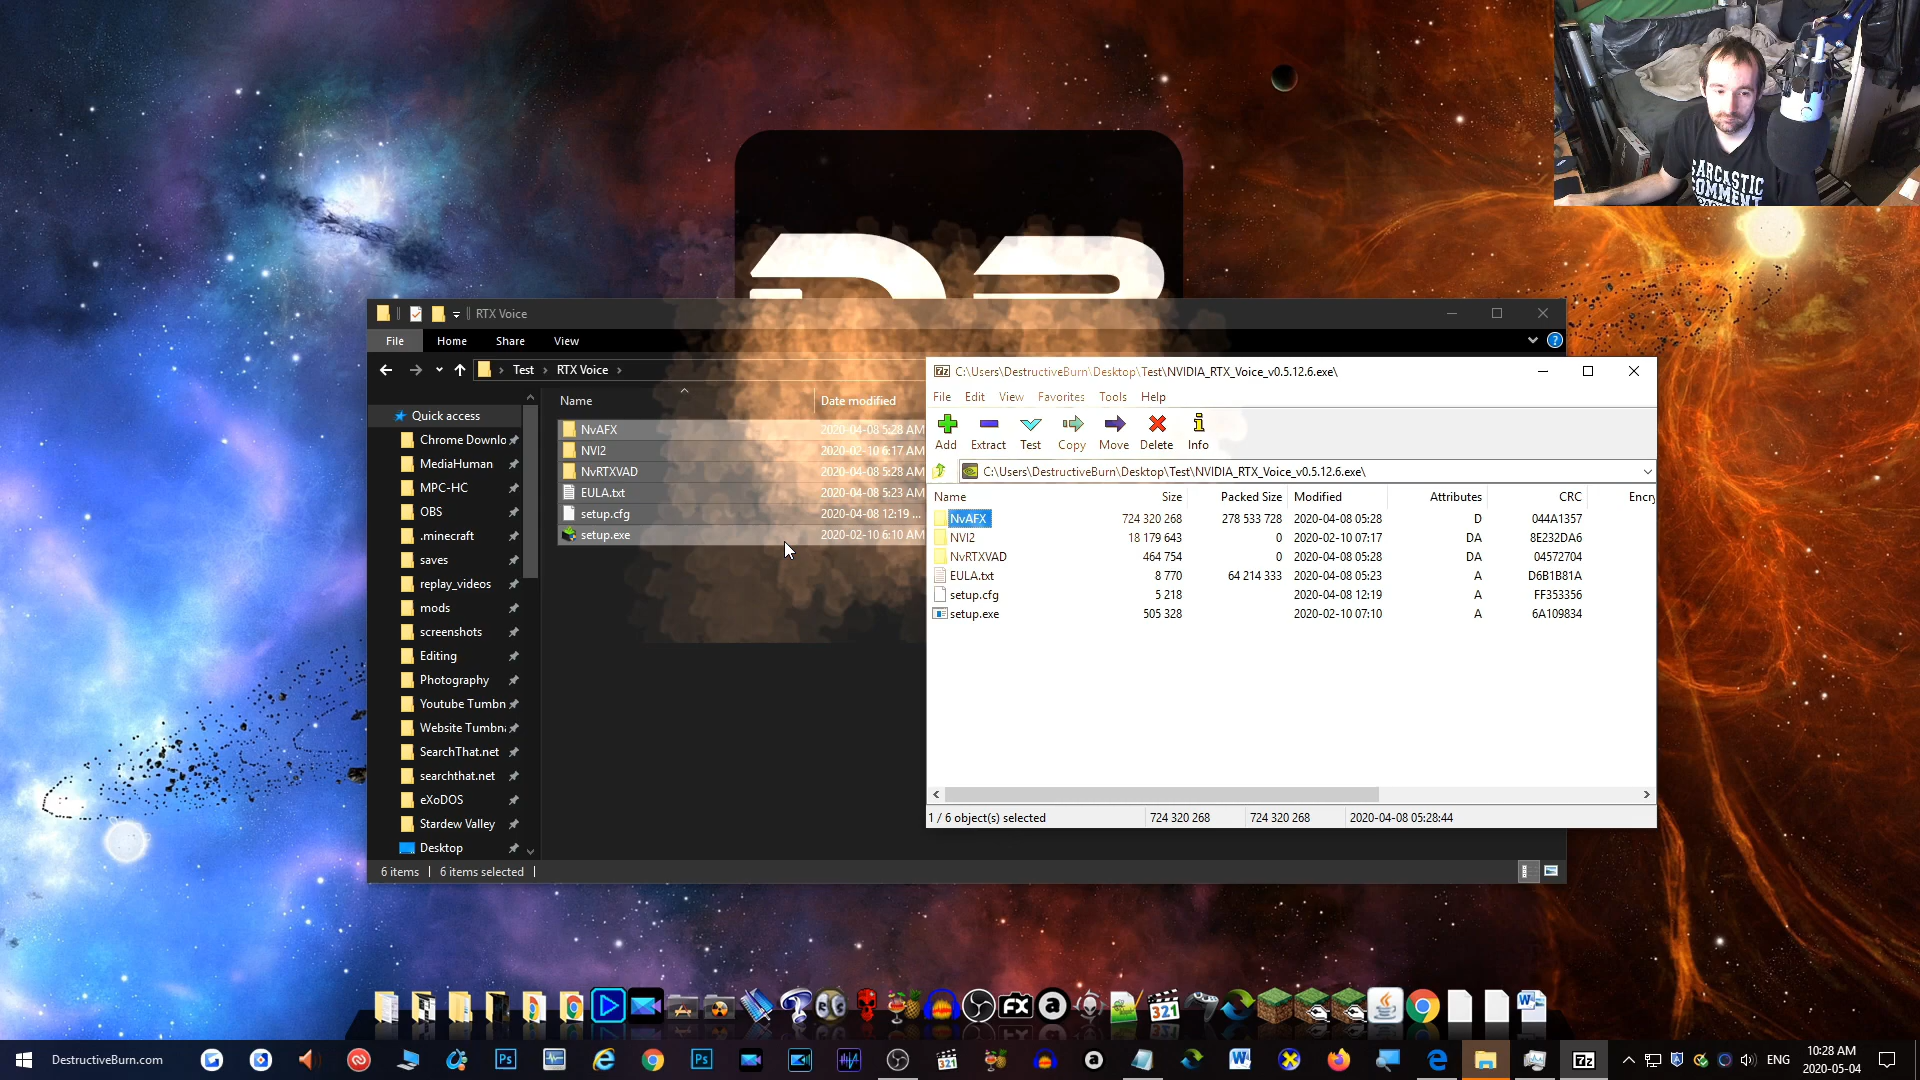 SARCASTIC
COMMENT
RTX Voice
File Home Share View
Test RTX Voice
Name Date modified
Quick access
Chrome Downlo
MediaHuman
MPC-HC
OBS
.minecraft
saves
replay_videos
mods
screenshots
Editing
Photography
Youtube Tumbn
Website Tumbn
SearchThat.net
searchthat.net
eXoDOS
Stardew Valley
Desktop
NvAFX 2020-04-08 5:28 AM
NVI2 2020-02-10 6:17 AM
NvRTXVAD 2020-04-08 5:28 AM
EULA.txt 2020-04-08 5:23 AM
setup.cfg 2020-04-08 12:19 ...
setup.exe 2020-02-10 6:10 AM
6 items 6 items selected
7z C:\Users\DestructiveBurn\Desktop\Test\NVIDIA_RTX_Voice_v0.5.12.6.exe\
File Edit View Favorites Tools Help
Add Extract Test Copy Move Delete Info
C:\Users\DestructiveBurn\Desktop\Test\NVIDIA_RTX_Voice_v0.5.12.6.exe\
Name Size Packed Size Modified Attributes CRC Encry
NvAFX 724 320 268 278 533 728 2020-04-08 05:28 D 044A1357
NVI2 18 179 643 0 2020-02-10 07:17 DA 8E232DA6
NvRTXVAD 464 754 0 2020-04-08 05:28 DA 04572704
EULA.txt 8 770 64 214 333 2020-04-08 05:23 A D6B1B81A
setup.cfg 5 218 2020-04-08 12:19 A FF353356
setup.exe 505 328 2020-02-10 07:10 A 6A109834
1 / 6 object(s) selected 724 320 268 724 320 268 2020-04-08 05:28:44
FX a 321
DestructiveBurn.com Ps Ps 321 a W 7z ENG 10:28 AM
2020-05-04